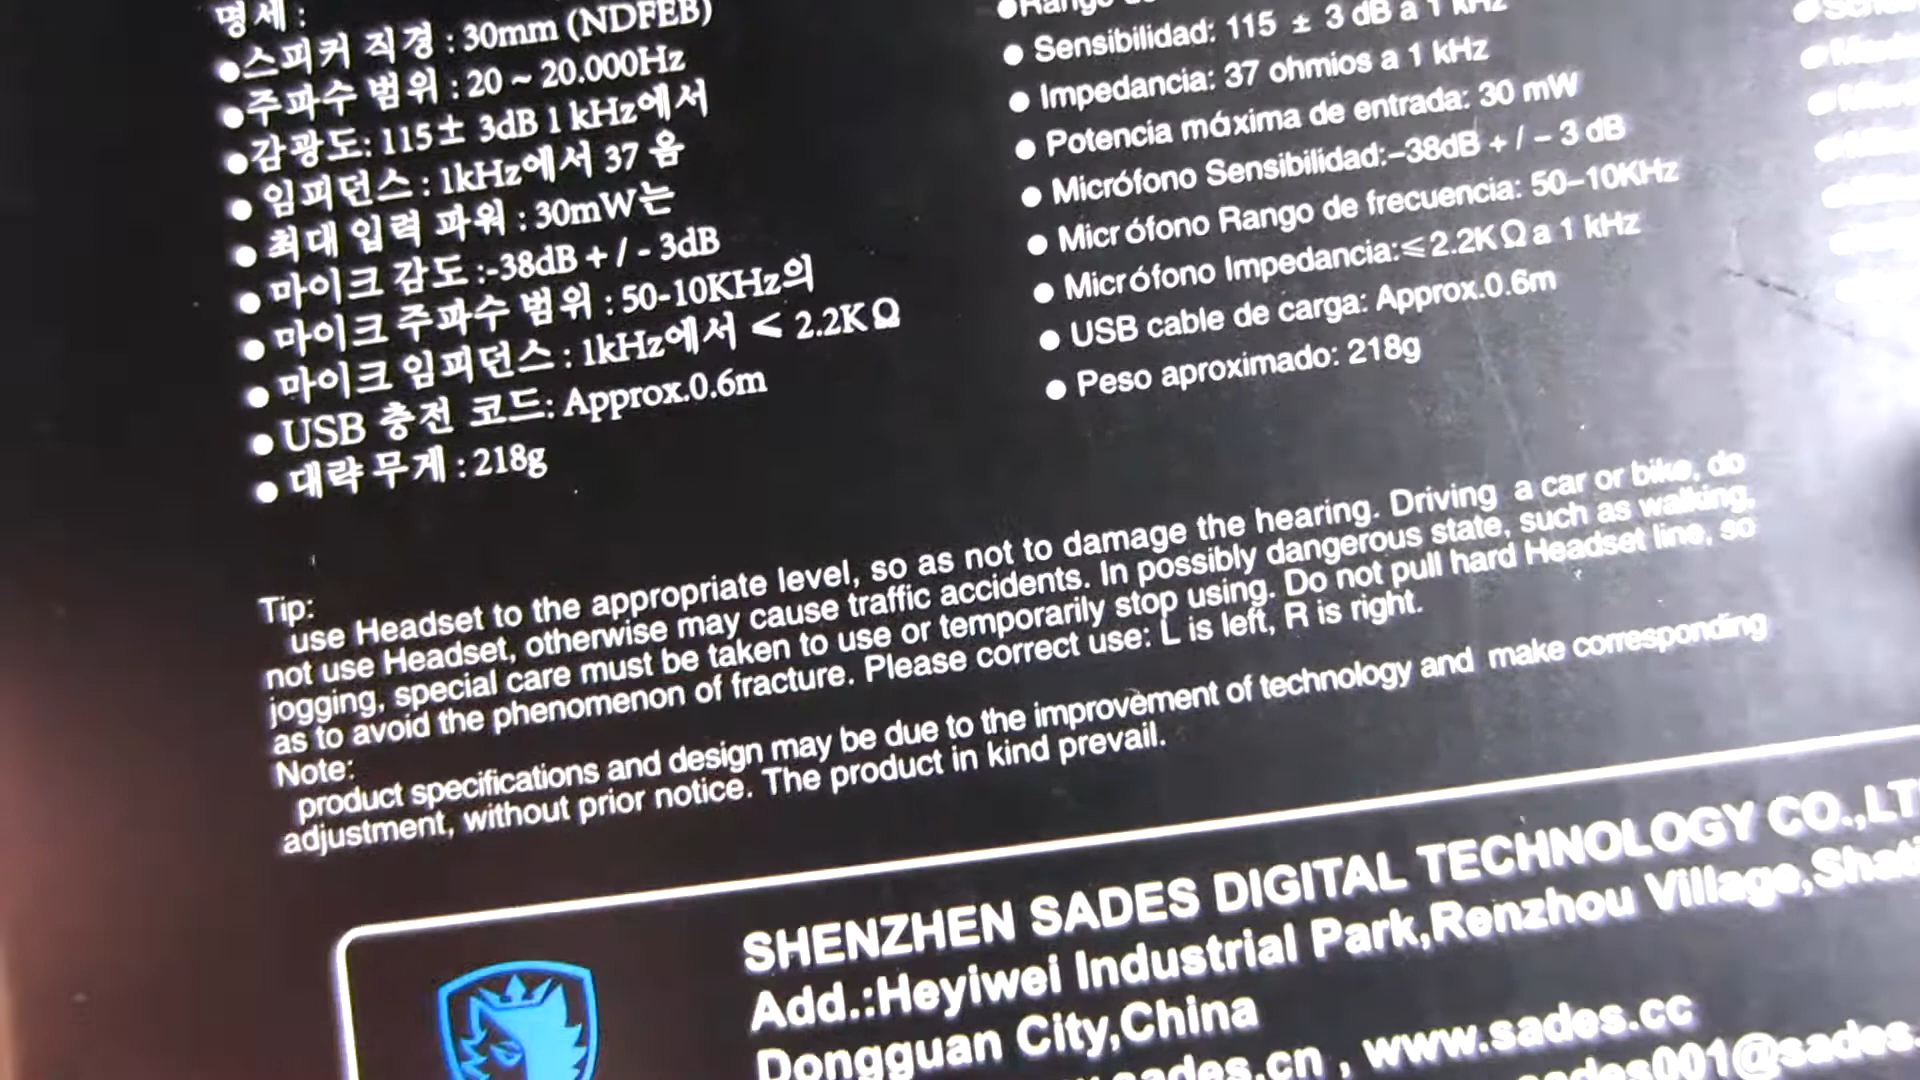 명세 :
●스피커 직경 : 30mm (NDFEB)
●주파수 범위 : 20 ~ 20.000Hz
●감광도: 115± 3dB 1 kHz에서
● 임피던스 : 1kHz에서 37 옴
● 최대 입력 파워 : 30mW는
● 마이크 감도 :-38dB + / - 3dB
● 마이크 주파수 범위 : 50-10KHz의
● 마이크 임피던스 : 1kHz에서 ≤ 2.2KΩ
● USB 충전 코드: Approx.0.6m
● 대략 무게 : 218g
●Rango
● Sensibilidad: 115 ± 3 dB a 1 kHz
● Impedancia: 37 ohmios a 1 kHz
● Potencia máxima de entrada: 30 mW
● Micrófono Sensibilidad:-38dB + / - 3 dB
● Micrófono Rango de frecuencia: 50-10KHz
● Micrófono Impedancia:≤2.2KΩ a 1 kHz
● USB cable de carga: Approx.0.6m
● Peso aproximado: 218g
Tip:
use Headset to the appropriate level, so as not to damage the hearing. Driving a car or bike, do
not use Headset, otherwise may cause traffic accidents. In possibly dangerous state, such as walking,
jogging, special care must be taken to use or temporarily stop using. Do not pull hard Headset line, so
as to avoid the phenomenon of fracture. Please correct use: L is left, R is right.
Note:
product specifications and design may be due to the improvement of technology and make corresponding
adjustment, without prior notice. The product in kind prevail.
SHENZHEN SADES DIGITAL TECHNOLOGY CO.,LT
Add.:Heyiwei Industrial Park,Renzhou Village,Shati
Dongguan City,China
sades.cn , www.sades.cc
sades001@sades.